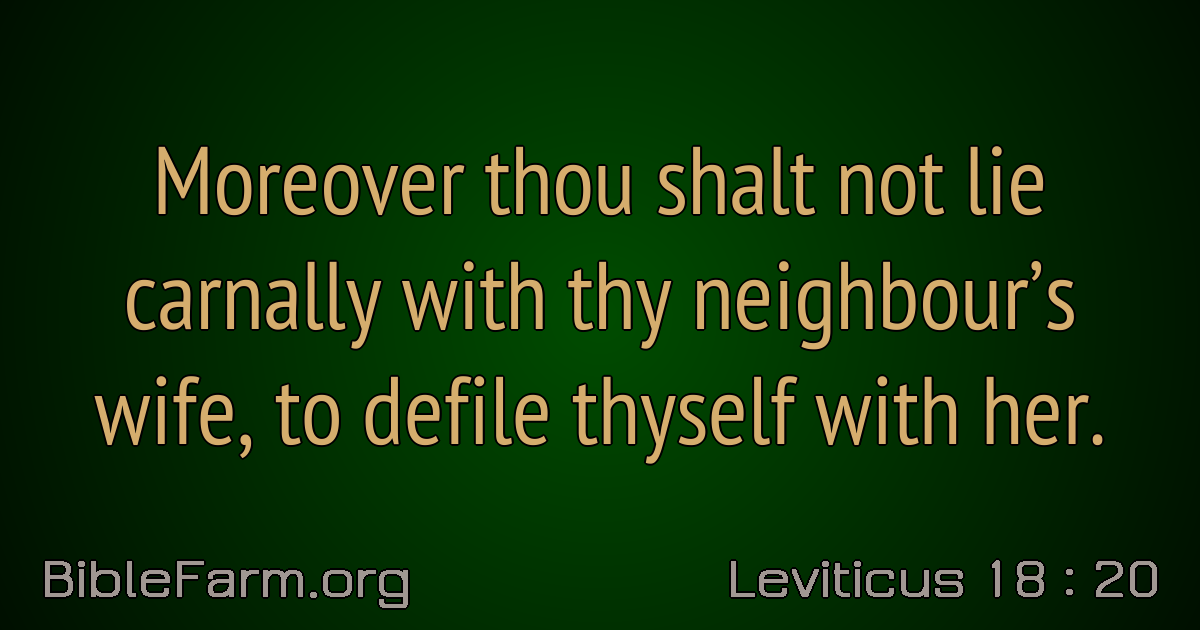 Moreover thou shalt not lie
carnally with thy neighbour’s
wife, to defile thyself with her.
BibleFarm.org
Leviticus 18 : 20